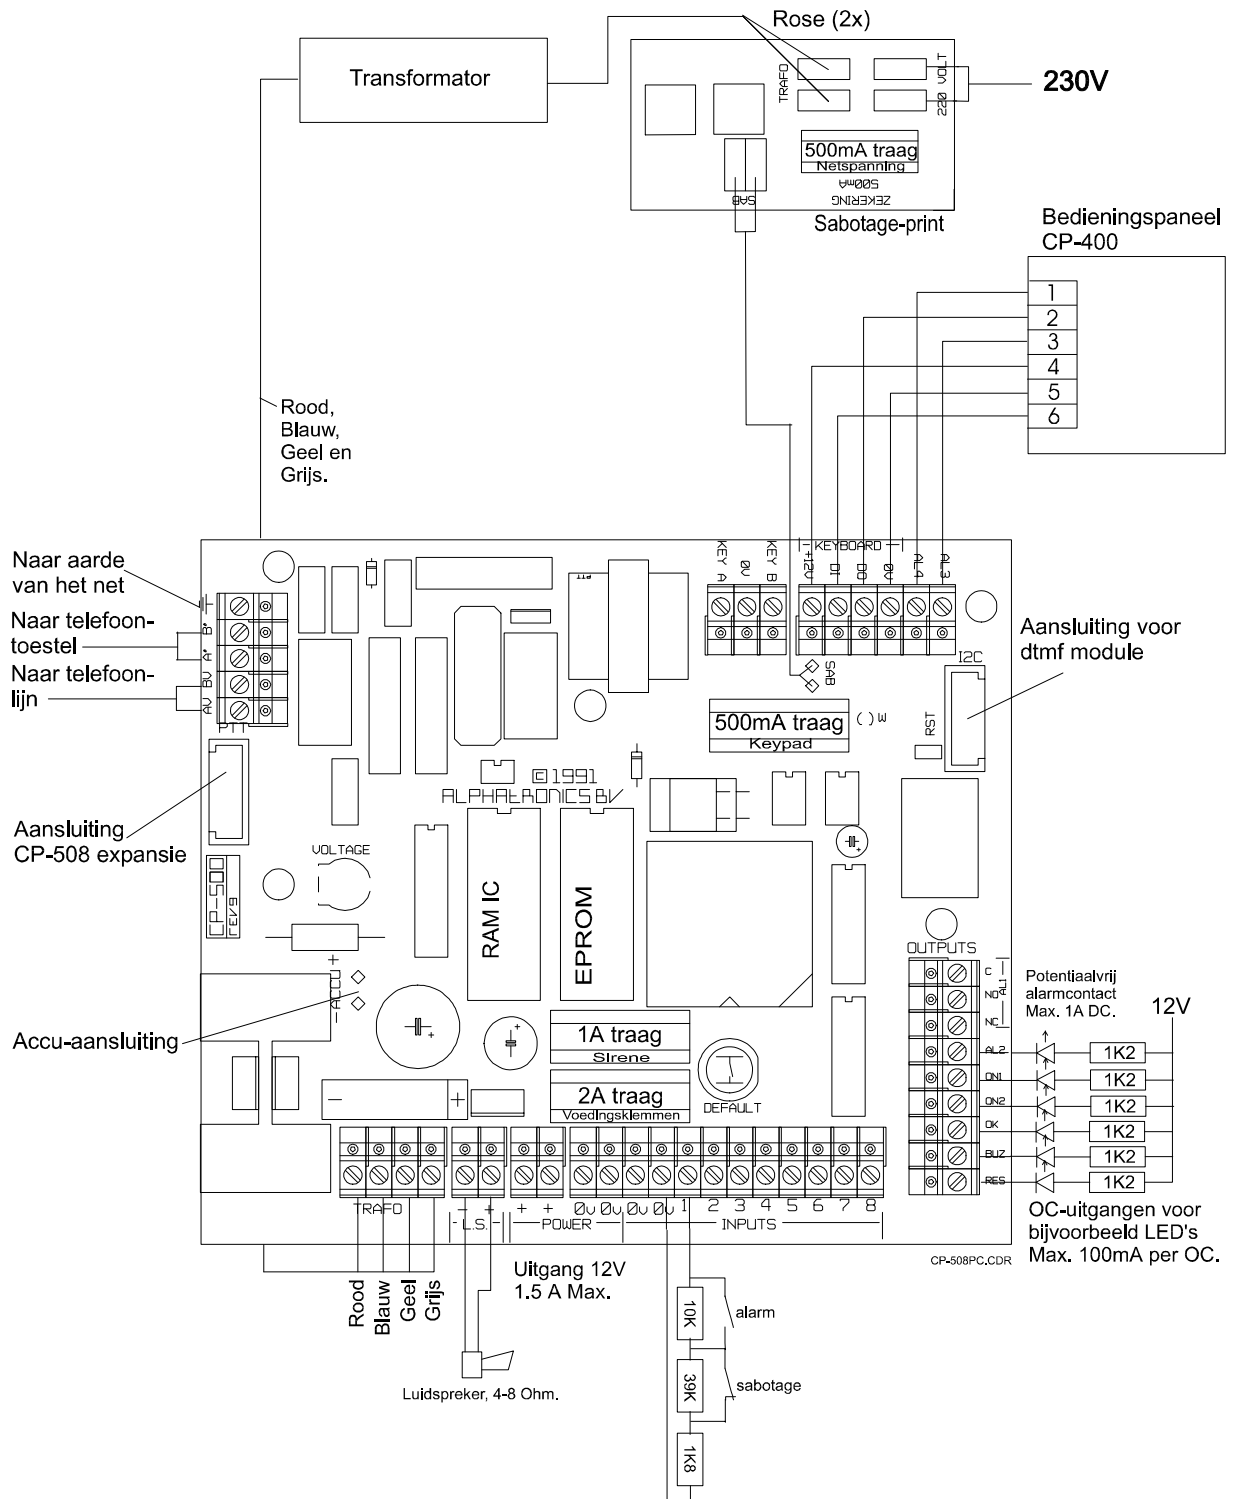 Rose (2x)
Transformator
TRAFO
220 VOLT
230V
500mA traag
Netspanning
500mA
ZEKERING
SAB
Sabotage-print
Bedieningspaneel
CP-400
1
2
3
4
5
6
Rood,
Blauw,
Geel en
Grijs.
Naar aarde
van het net
Naar telefoon-
toestel
Naar telefoon-
lijn
B'
A'
BV
AV
PTT
PTT
KEY A
0V
KEY B
KEYBOARD
+12V
DI
DO
0V
AL4
AL3
SAB
I2C
Aansluiting voor
dtmf module
500mA traag
Keypad
RST
© 1991
ALPHATRONICS BV
Aansluiting
CP-508 expansie
CP-500
rev9
VOLTAGE
RAM IC
EPROM
- ACCU +
Accu-aansluiting
1A traag
Sirene
2A traag
Voedingsklemmen
DEFAULT
- +
OUTPUTS
C
NO
NC
AL1
AL2
ON1
ON2
OK
BUZ
RES
Potentiaalvrij
alarmcontact
Max. 1A DC.
12V
1K2
1K2
1K2
1K2
1K2
1K2
OC-uitgangen voor
bijvoorbeeld LED's
Max. 100mA per OC.
TRAFO
- +
L.S.
+ +
POWER
0v 0v 0v 0v 1 2 3 4 5 6 7 8
INPUTS
CP-508PC.CDR
Rood
Blauw
Geel
Grijs
Uitgang 12V
1.5 A Max.
Luidspreker, 4-8 Ohm.
10K
alarm
39K
sabotage
1K8